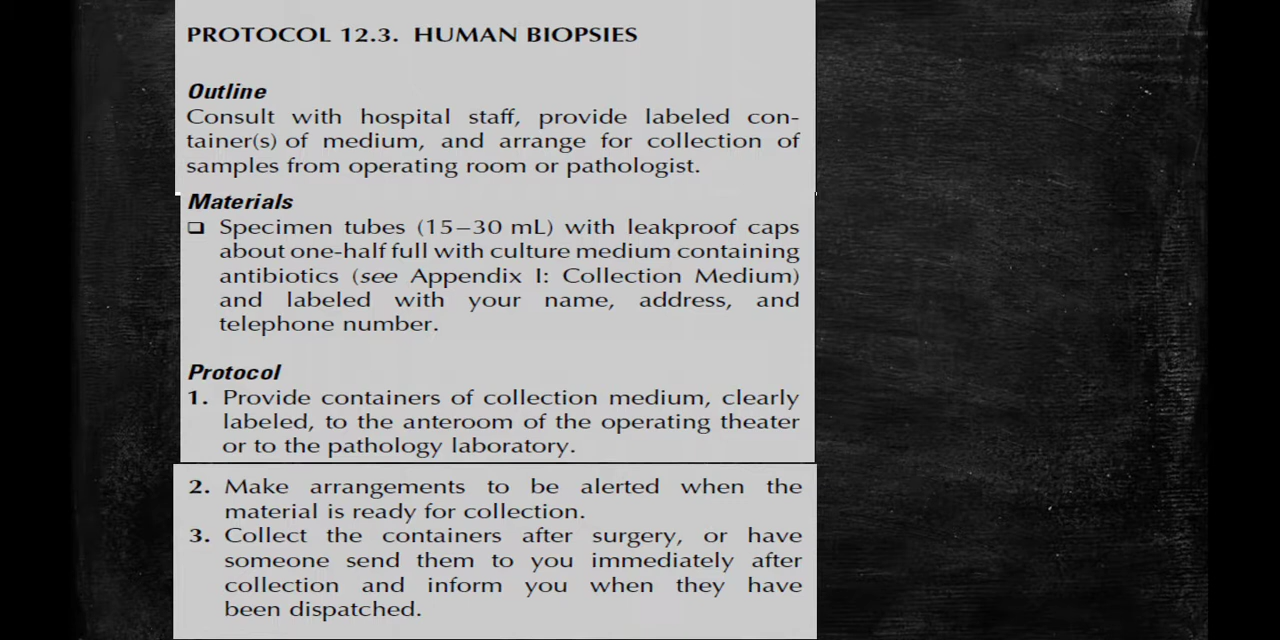 PROTOCOL 12.3. HUMAN BIOPSIES
Outline
Consult with hospital staff, provide labeled con-
tainer(s) of medium, and arrange for collection of
samples from operating room or pathologist.
Materials
❑ Specimen tubes (15–30 mL) with leakproof caps
about one-half full with culture medium containing
antibiotics (see Appendix I: Collection Medium)
and labeled with your name, address, and
telephone number.
Protocol
1. Provide containers of collection medium, clearly
labeled, to the anteroom of the operating theater
or to the pathology laboratory.
2. Make arrangements to be alerted when the
material is ready for collection.
3. Collect the containers after surgery, or have
someone send them to you immediately after
collection and inform you when they have
been dispatched.